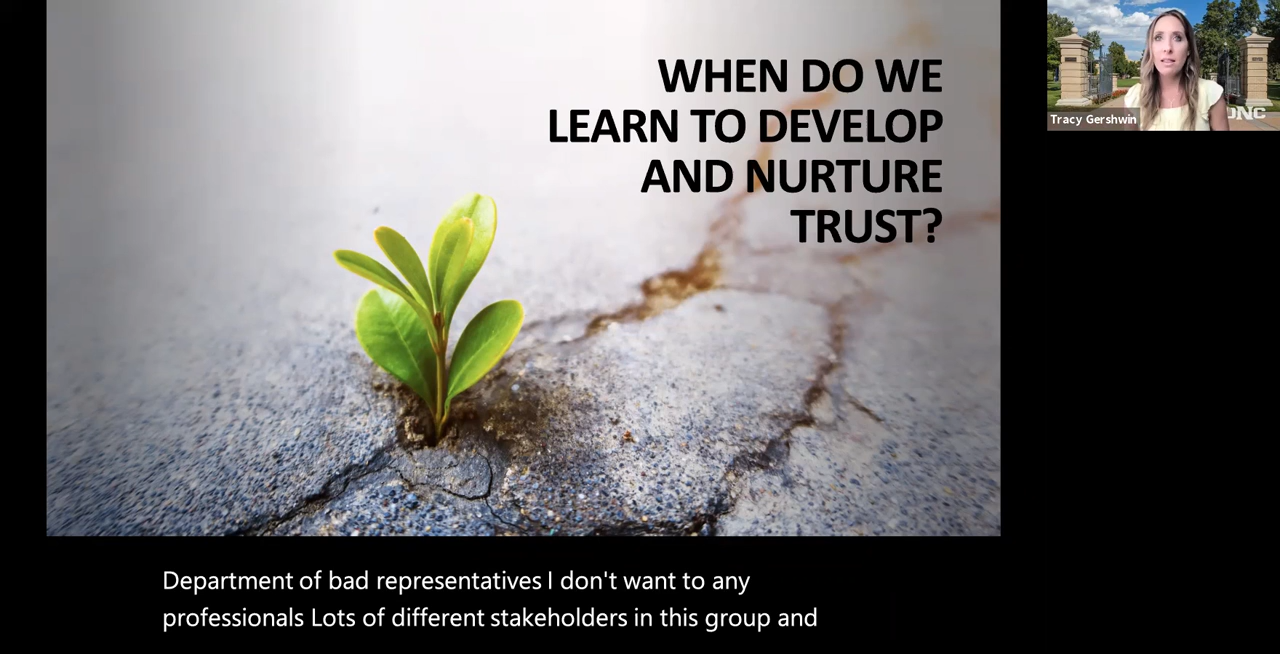 WHEN DO WE
LEARN TO DEVELOP
AND NURTURE
TRUST?
Tracy Gershwin
Department of bad representatives I don't want to any
professionals Lots of different stakeholders in this group and